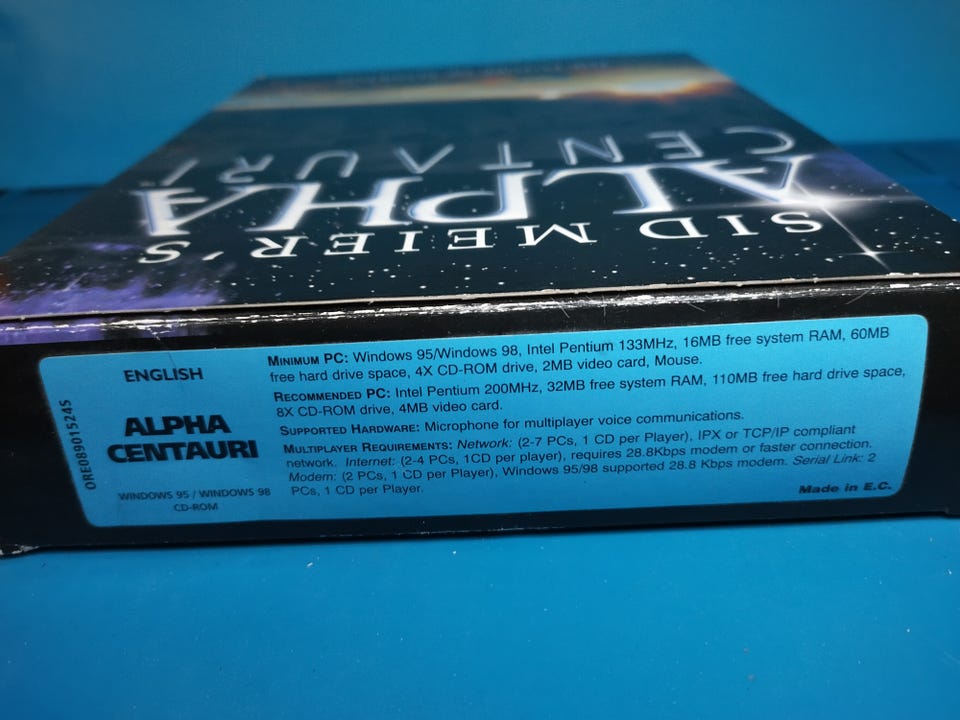 SID MEIER'S
ALPHA
CENTAURI
ENGLISH
ORE08901524S
ALPHA
CENTAURI
WINDOWS 95 / WINDOWS 98
CD-ROM
MINIMUM PC: Windows 95/Windows 98, Intel Pentium 133MHz, 16MB free system RAM, 60MB
free hard drive space, 4X CD-ROM drive, 2MB video card, Mouse.
RECOMMENDED PC: Intel Pentium 200MHz, 32MB free system RAM, 110MB free hard drive space,
8X CD-ROM drive, 4MB video card.
SUPPORTED HARDWARE: Microphone for multiplayer voice communications.
MULTIPLAYER REQUIREMENTS: Network: (2-7 PCs, 1 CD per Player), IPX or TCP/IP compliant
network. Internet: (2-4 PCs, 1CD per player), requires 28.8Kbps modem or faster connection.
Modem: (2 PCs, 1 CD per Player), Windows 95/98 supported 28.8 Kbps modem. Serial Link: 2
PCs, 1 CD per Player.
Made in E.C.